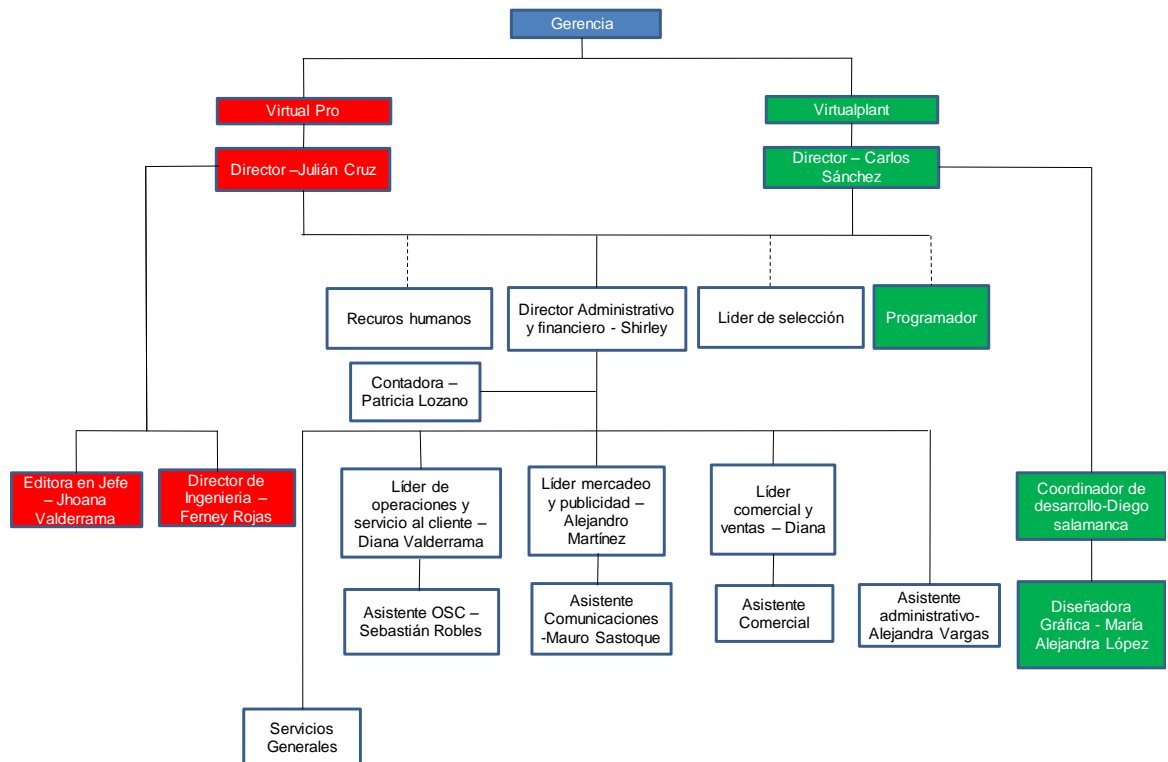 Gerencia
Virtual Pro
Virtualplant
Director –Julián Cruz
Director – Carlos
Sánchez
Recuros humanos
Director Administrativo
y financiero - Shirley
Lider de selección
Programador
Contadora –
Patricia Lozano
Editora en Jefe
– Jhoana
Valderrama
Director de
Ingenieria –
Ferney Rojas
Líder de
operaciones y
servicio al cliente –
Diana Valderrama
Líder mercadeo
y publicidad –
Alejandro
Martínez
Líder
comercial y
ventas – Diana
Coordinador de
desarrollo-Diego
salamanca
Asistente OSC –
Sebastián Robles
Asistente
Comunicaciones
-Mauro Sastoque
Asistente
Comercial
Asistente
administrativo-
Alejandra Vargas
Diseñadora
Gráfica - María
Alejandra López
Servicios
Generales